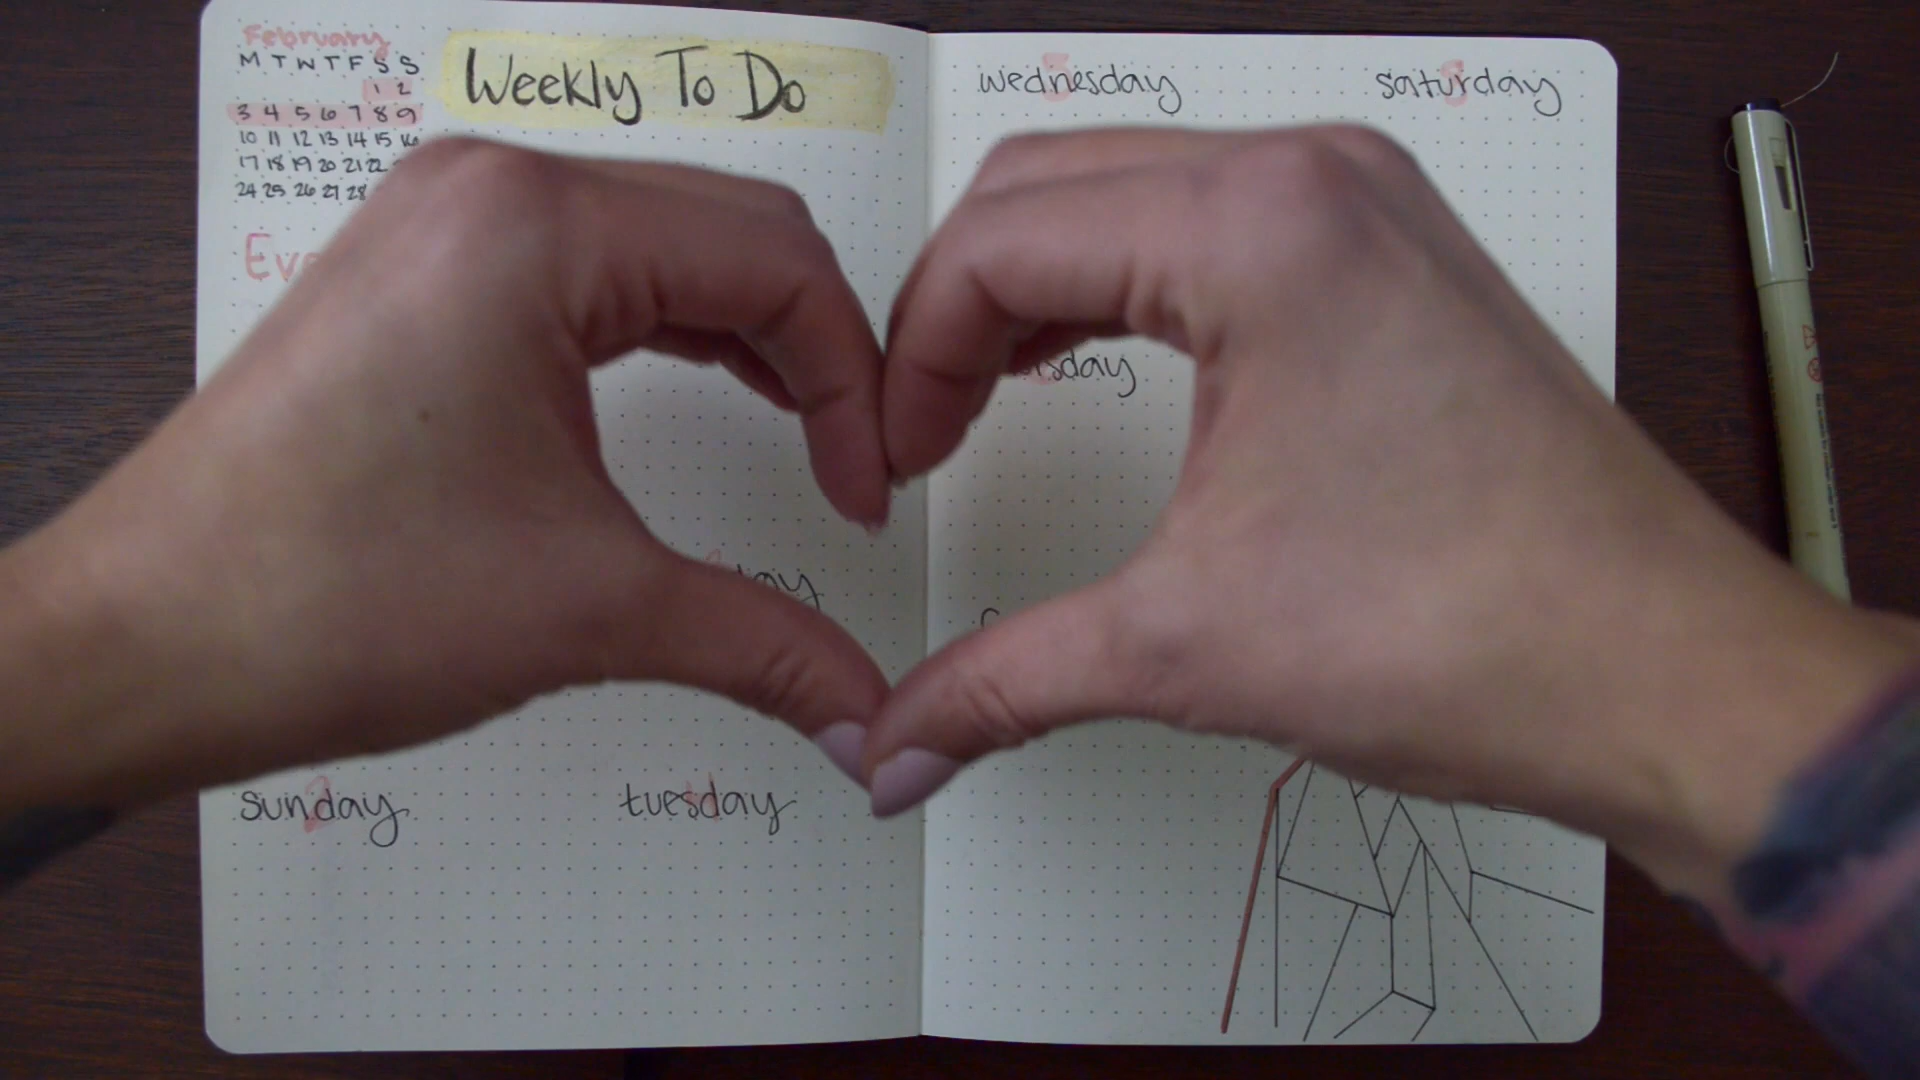 February
M T W T F S S
1 2
3 4 5 6 7 8 9
10 11 12 13 14 15 16
17 18 19 20 21 22
24 25 26 27 28
Weekly To Do
sunday
tuesday
wednesday
saturday